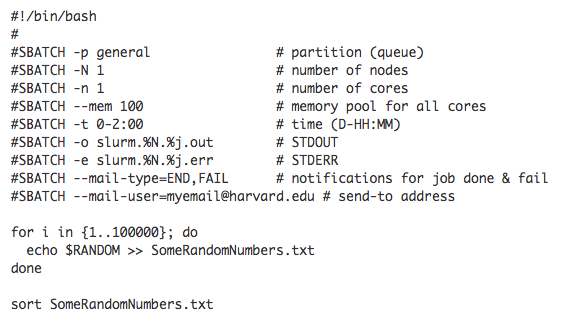 #!/bin/bash
#
#SBATCH -p general # partition (queue)
#SBATCH -N 1 # number of nodes
#SBATCH -n 1 # number of cores
#SBATCH --mem 100 # memory pool for all cores
#SBATCH -t 0-2:00 # time (D-HH:MM)
#SBATCH -o slurm.%N.%j.out # STDOUT
#SBATCH -e slurm.%N.%j.err # STDERR
#SBATCH --mail-type=END,FAIL # notifications for job done & fail
#SBATCH --mail-user=myemail@harvard.edu # send-to address
for i in {1..100000}; do
echo $RANDOM >> SomeRandomNumbers.txt
done
sort SomeRandomNumbers.txt